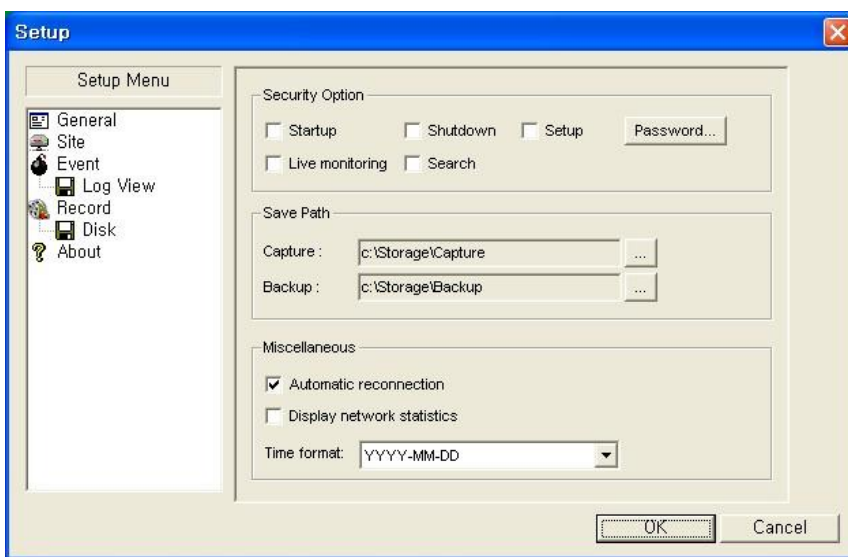 Setup
Setup Menu
General
Site
Event
Log View
Record
Disk
About
Security Option
Startup Shutdown Setup Password...
Live monitoring Search
Save Path
Capture : c:\Storage\Capture ...
Backup : c:\Storage\Backup ...
Miscellaneous
Automatic reconnection
Display network statistics
Time format: YYYY-MM-DD
OK Cancel